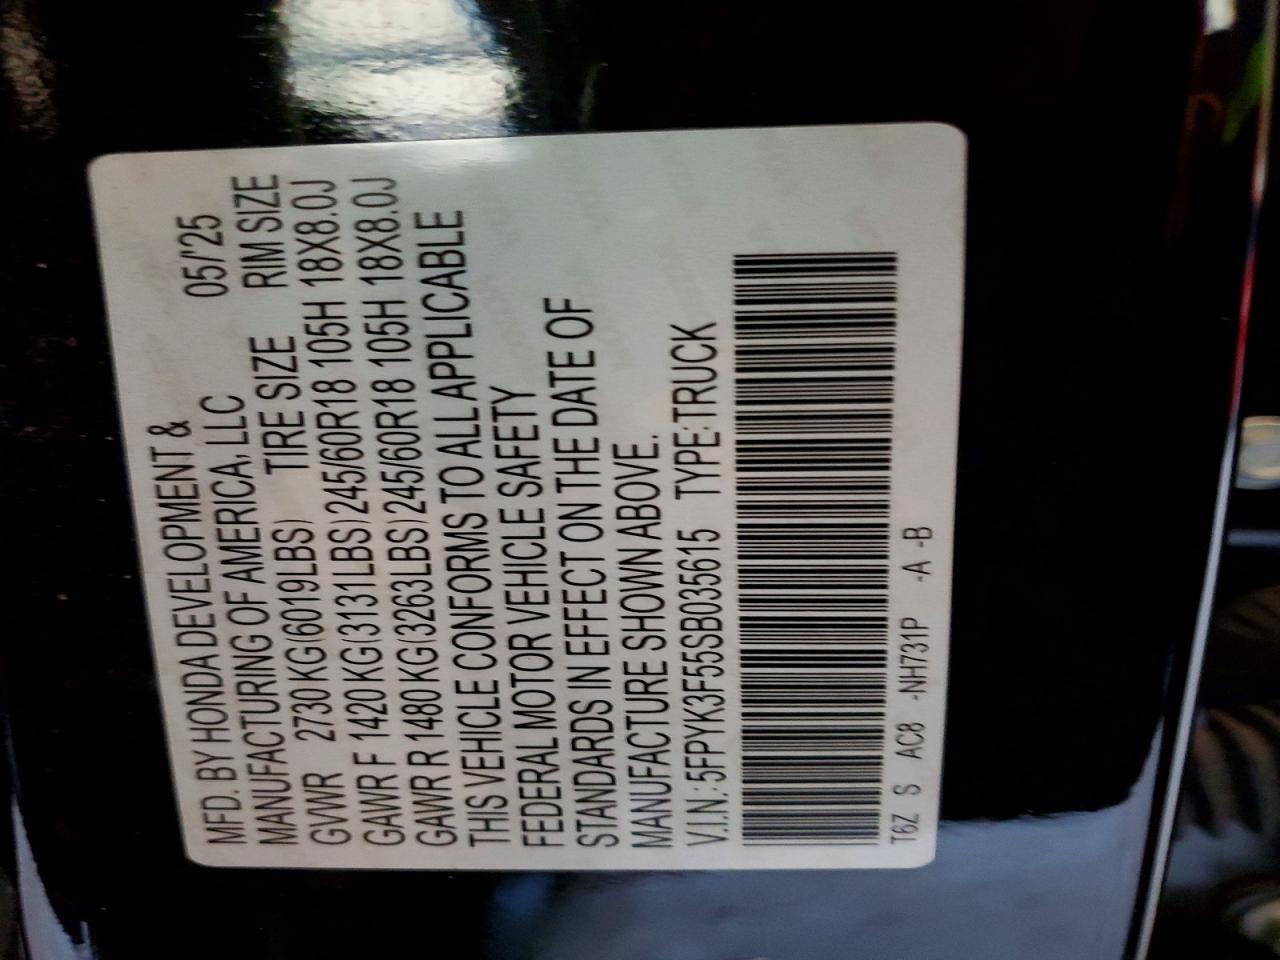 MFD. BY HONDA DEVELOPMENT &
MANUFACTURING OF AMERICA, LLC 05/'25
GVWR 2730 KG(6019LBS) TIRE SIZE RIM SIZE
GAWR F 1420 KG(3131LBS) 245/60R18 105H 18X8.0J
GAWR R 1480 KG(3263LBS) 245/60R18 105H 18X8.0J
THIS VEHICLE CONFORMS TO ALL APPLICABLE
FEDERAL MOTOR VEHICLE SAFETY
STANDARDS IN EFFECT ON THE DATE OF
MANUFACTURE SHOWN ABOVE.
V.I.N.: 5FPYK3F55SB035615 TYPE:TRUCK
T6Z S AC8 -NH731P -A -B